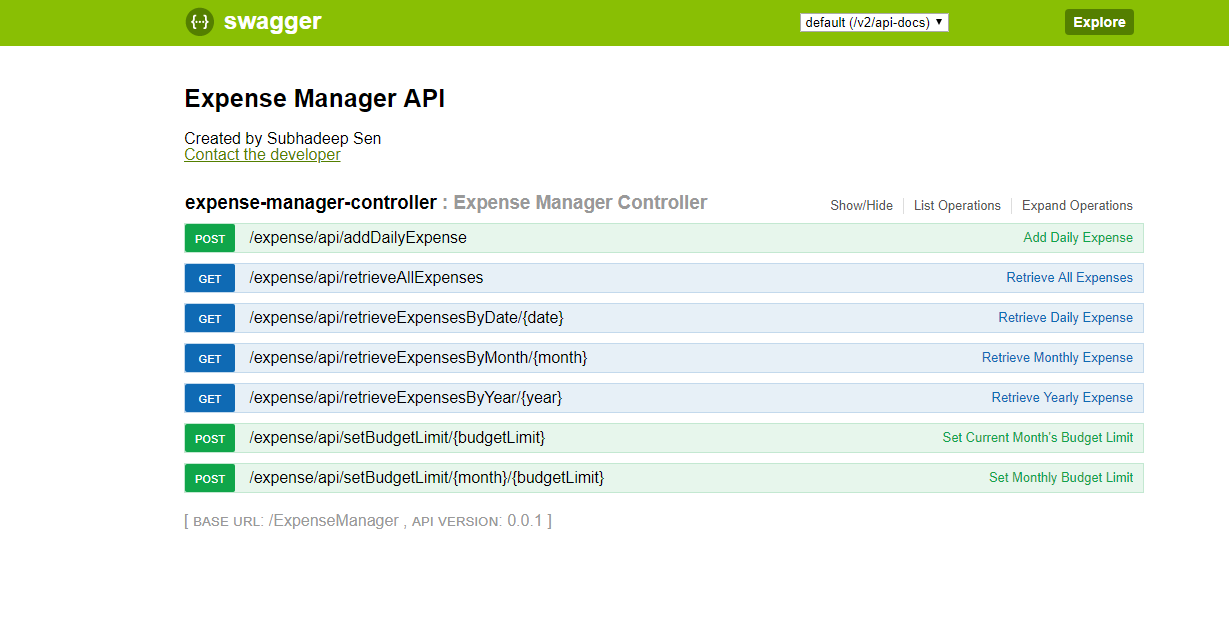 {··} swagger default (/v2/api-docs) ▼ Explore
Expense Manager API
Created by Subhadeep Sen
Contact the developer
expense-manager-controller : Expense Manager Controller Show/Hide List Operations Expand Operations
POST /expense/api/addDailyExpense Add Daily Expense
GET /expense/api/retrieveAllExpenses Retrieve All Expenses
GET /expense/api/retrieveExpensesByDate/{date} Retrieve Daily Expense
GET /expense/api/retrieveExpensesByMonth/{month} Retrieve Monthly Expense
GET /expense/api/retrieveExpensesByYear/{year} Retrieve Yearly Expense
POST /expense/api/setBudgetLimit/{budgetLimit} Set Current Month's Budget Limit
POST /expense/api/setBudgetLimit/{month}/{budgetLimit} Set Monthly Budget Limit
[ BASE URL: /ExpenseManager , API VERSION: 0.0.1 ]